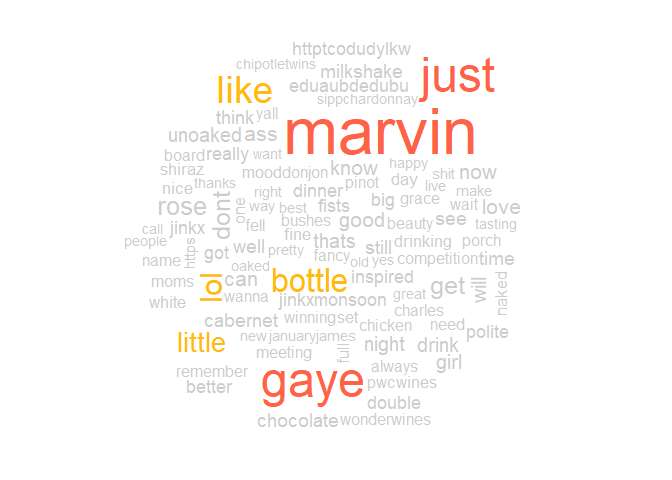 httptcodudylkw
chipotletwins
just
milkshake
like
eduaubdedubu
sippchardonnay
think
yall
marvin
unoaked
ass
board
really
want
know
happy
shiraz
mooddonjon
shit
now
nice
thanks
right
dinner
pinot
day
live
make
rose
dont
one
way
best
fists
big
grace
wait
love
call
jinkx
fell
bushes
good
beauty
see
tasting
people
https
well
fine
thats
still
drinking
porch
name
got
pretty
fancy
old
yes
competition
time
moms
lol
oaked
can
bottle
inspired
get
will
naked
white
wanna
jinkxmonsoon
great
cabernet
winning
set
charles
little
new
januaryjames
chicken
need
polite
meeting
full
night
drink
remember
gaye
always
girl
better
pwcwines
double
chocolate
wonderwines